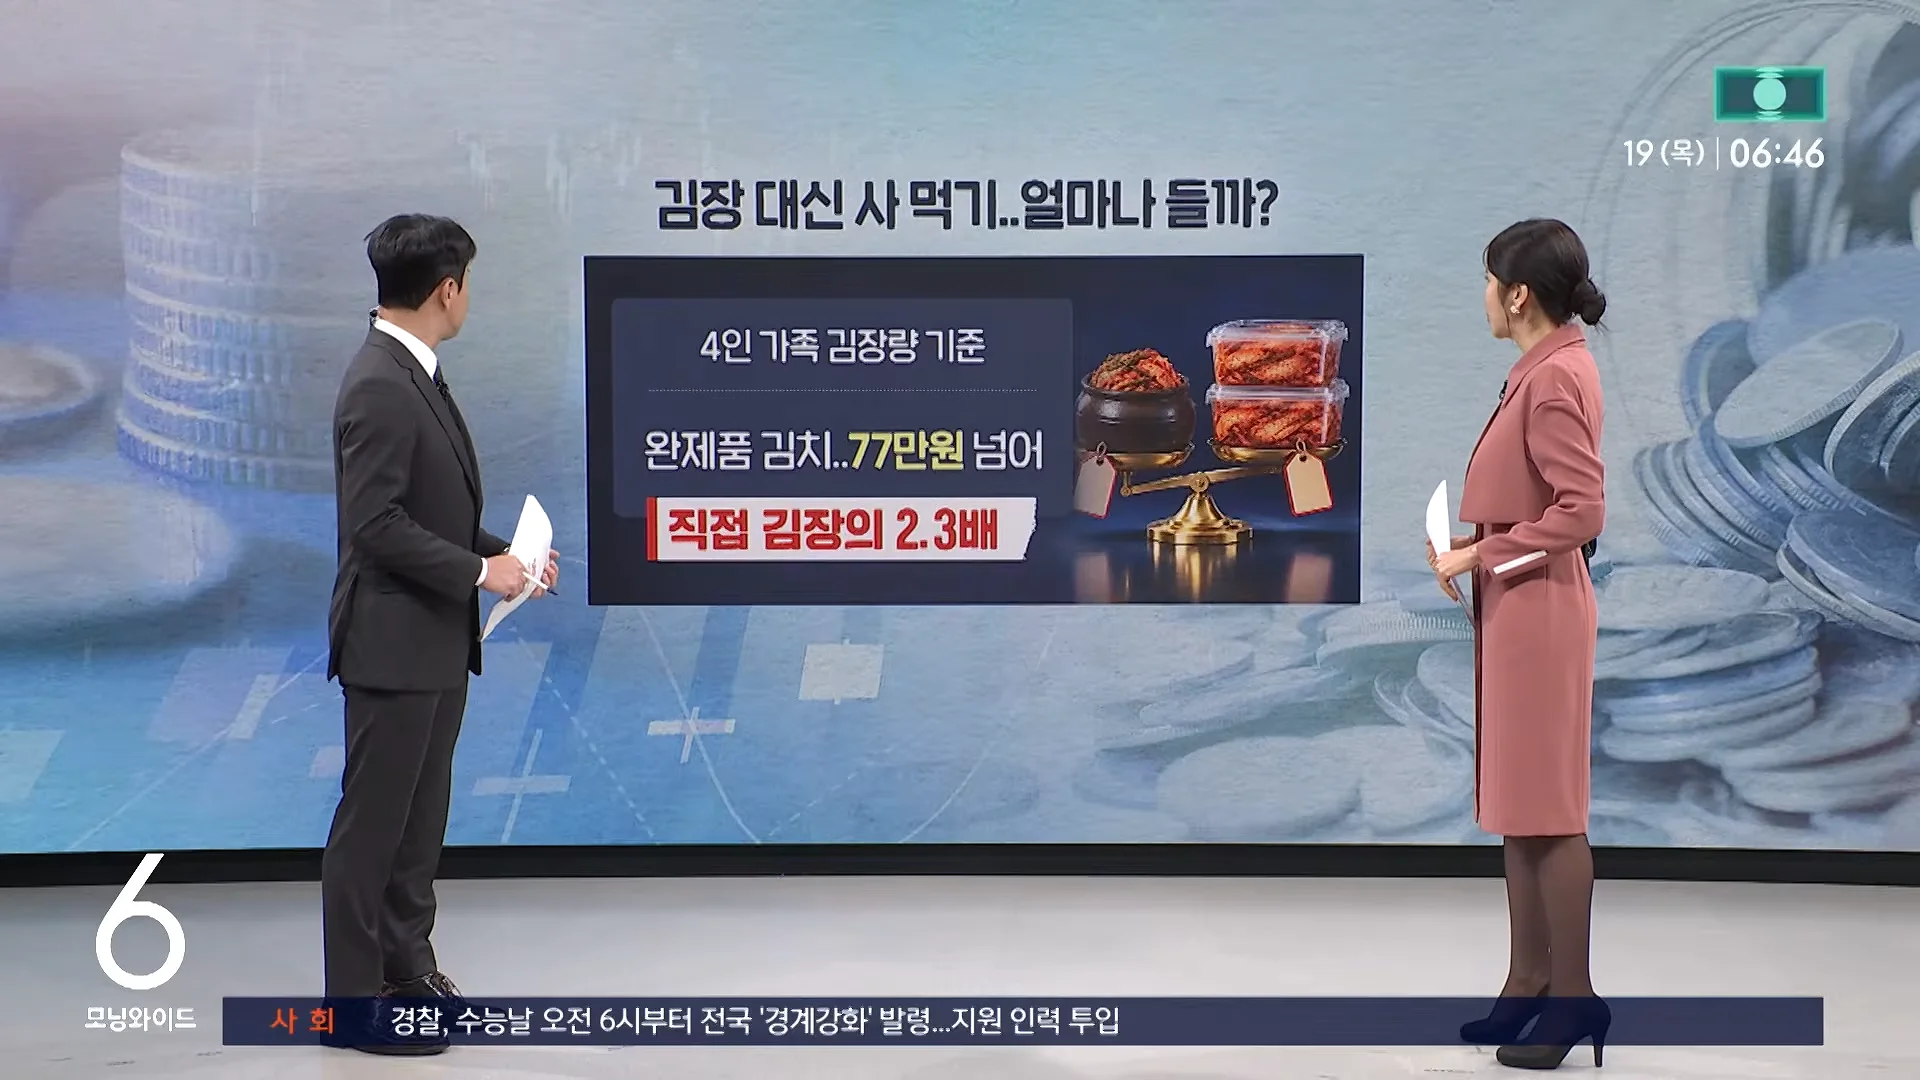 19(목) | 06:46
김장 대신 사 먹기..얼마나 들까?
4인 가족 김장량 기준
완제품 김치..77만원 넘어
직접 김장의 2.3배
6
모닝와이드
사회 경찰, 수능날 오전 6시부터 전국 '경계강화' 발령...지원 인력 투입